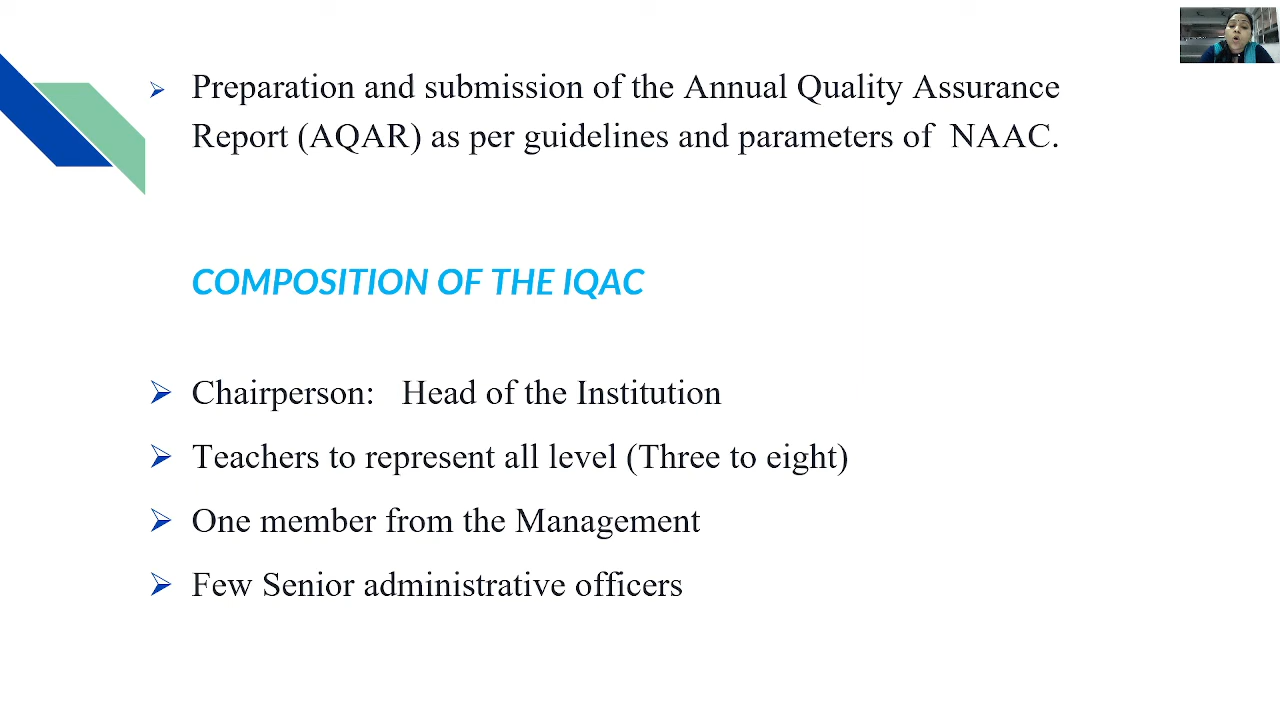 Preparation and submission of the Annual Quality Assurance
Report (AQAR) as per guidelines and parameters of NAAC.
COMPOSITION OF THE IQAC
Chairperson: Head of the Institution
Teachers to represent all level (Three to eight)
One member from the Management
Few Senior administrative officers